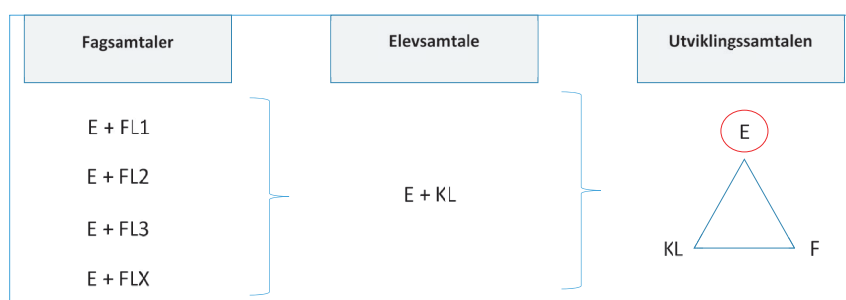 Fagsamtaler
Elevsamtale
Utviklingssamtalen
E + FL1
E + FL2
E + FL3
E + FLX
E + KL
E
KL
F